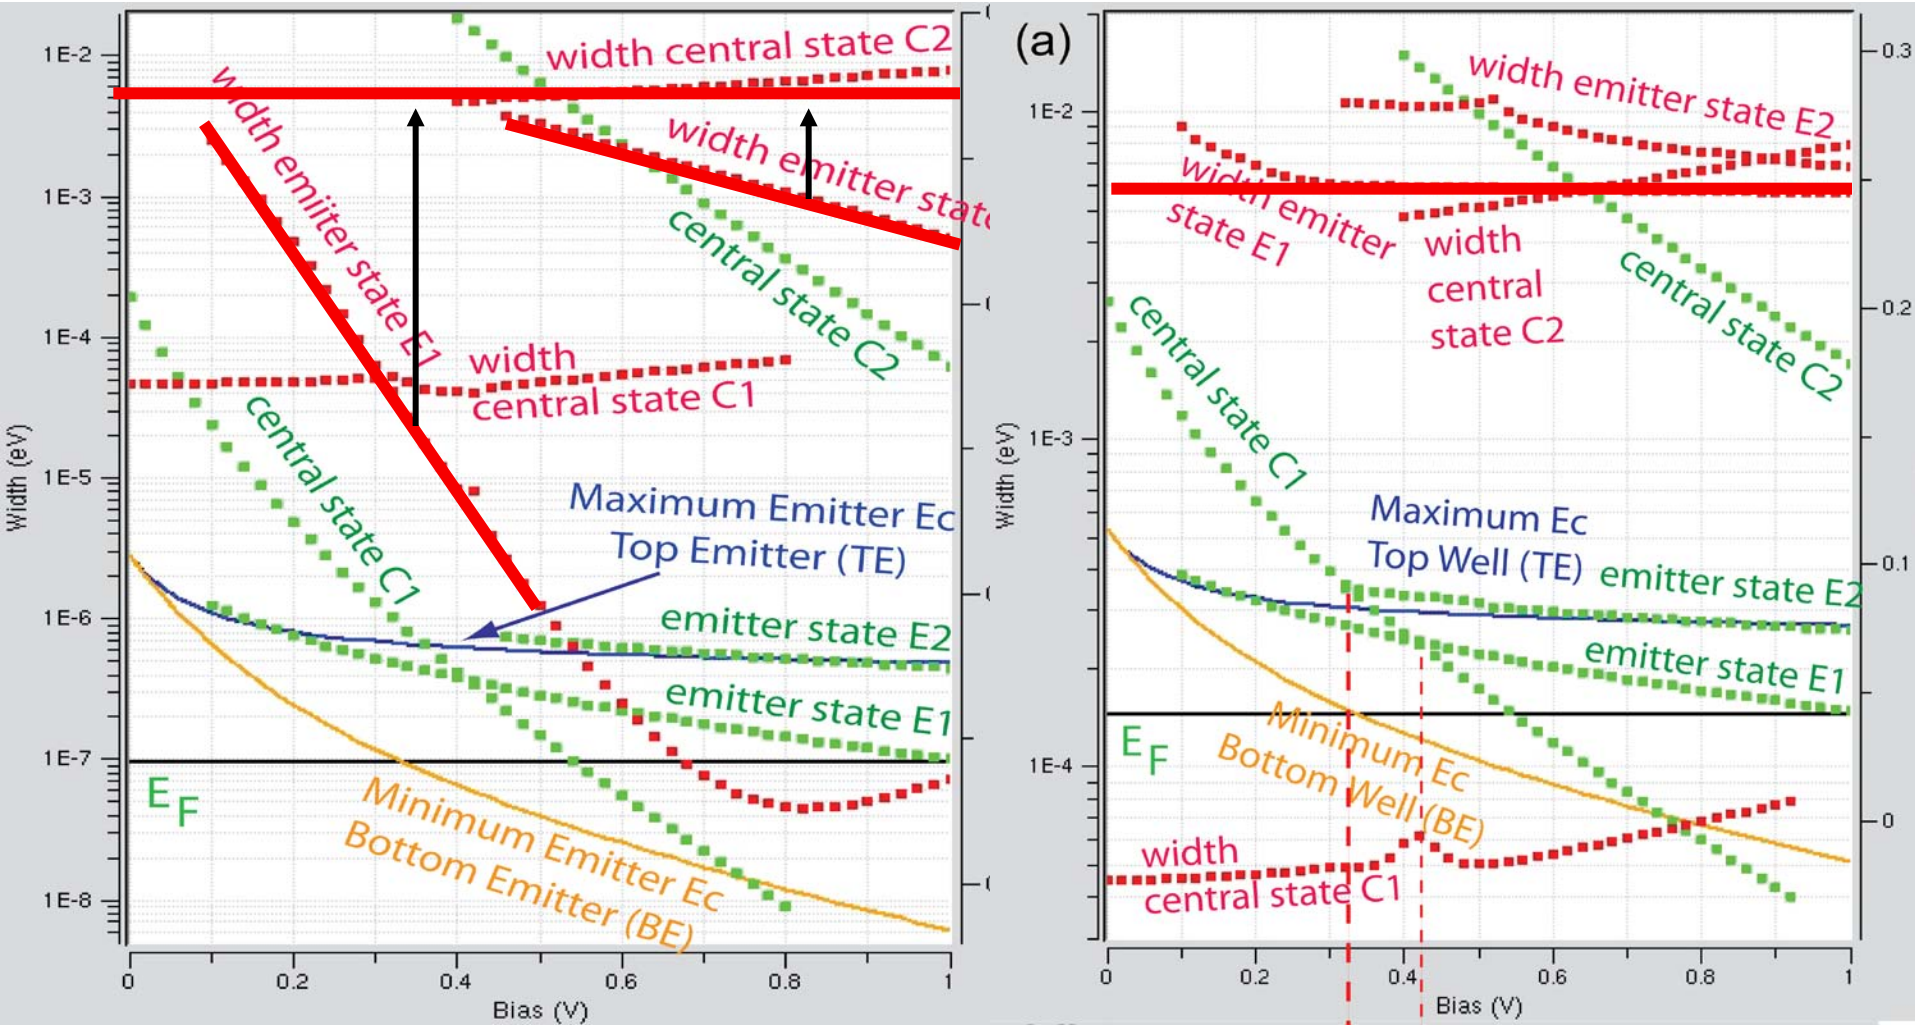 1E-2
1E-3
1E-4
1E-5
1E-6
1E-7
1E-8
Width (eV)
width central state C2
width emiiter state E1
width emitter
central state C2
width
central state C1
central state C1
Maximum Emitter Ec
Top Emitter (TE)
emitter state E2
emitter state E1
E F
Minimum Emitter Ec
Bottom Emitter (BE)
0
0.2
0.4
0.6
0.8
1
Bias (V)
(a)
1E-2
1E-3
1E-4
Width (eV)
width emitter state E2
width emitter
state E1
width
central
state C2
central state C2
central state C1
Maximum Ec
Top Well (TE)
emitter state E2
emitter state E1
E F
Minimum Ec
Bottom Well (BE)
width
central state C1
0.3
0.2
0.1
0
0
0.2
0.4
0.6
0.8
1
Bias (V)